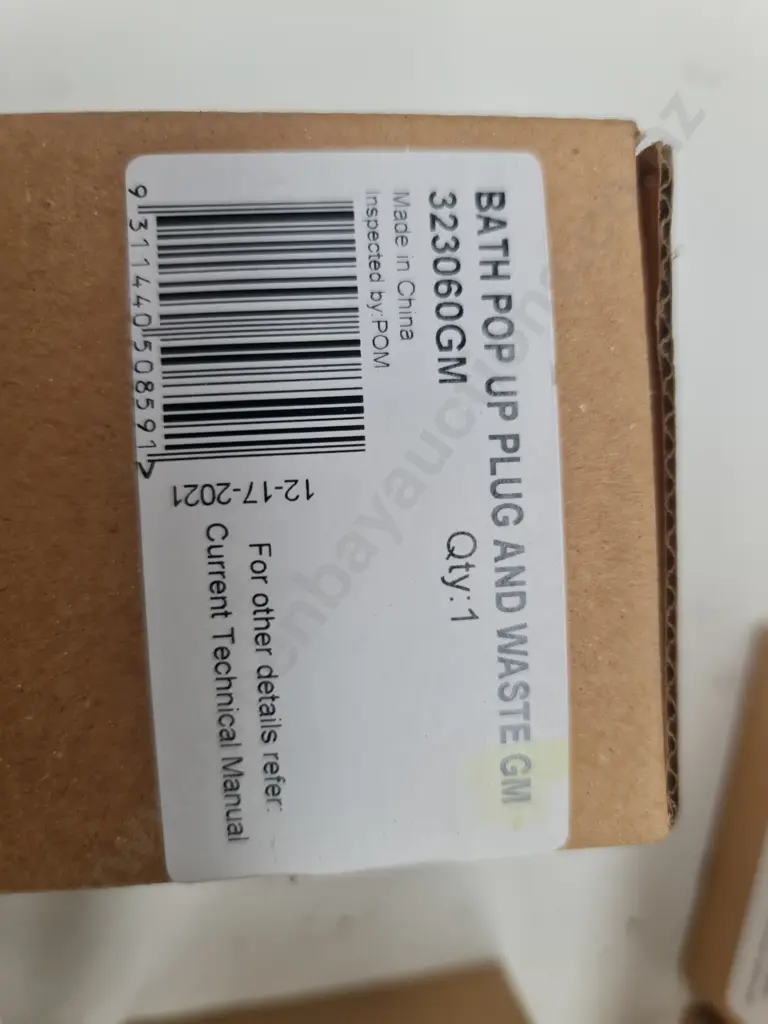 BATH POP UP PLUG AND WASTE GM
323060GM
Qty:1
Made in China
Inspected by:POM
9 311440 508591 >
12-17-2021
For other details refer:
Current Technical Manual